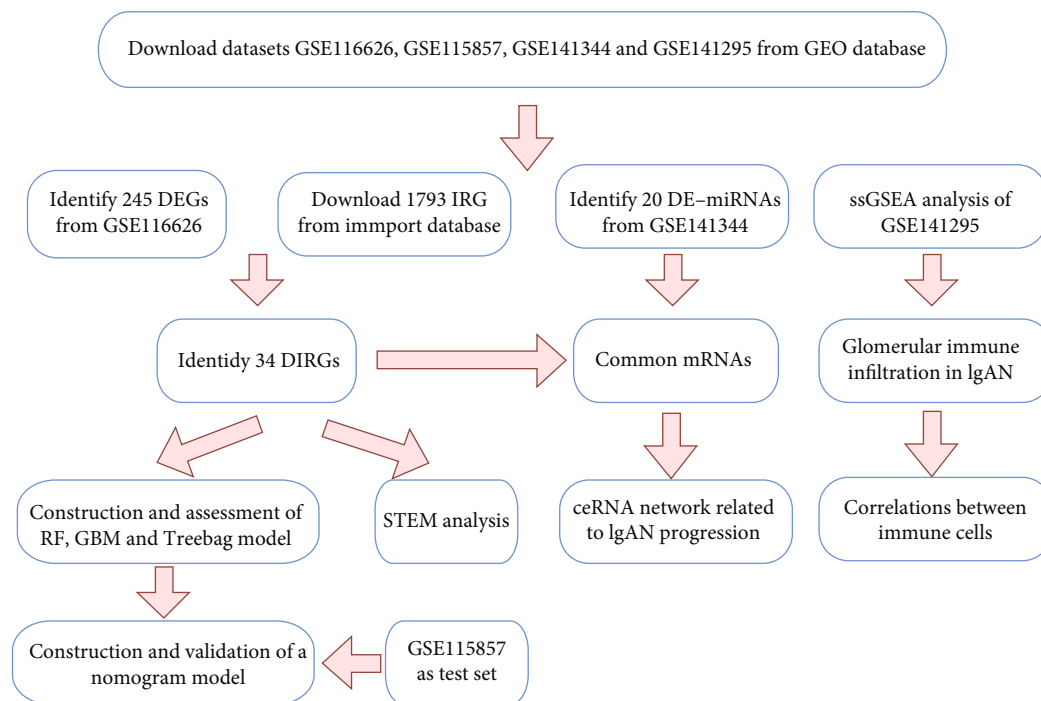 Download datasets GSE116626, GSE115857, GSE141344 and GSE141295 from GEO database
Identify 245 DEGs
from GSE116626
Download 1793 IRG
from immport database
Identify 20 DE–miRNAs
from GSE141344
ssGSEA analysis of
GSE141295
Identidy 34 DIRGs
Common mRNAs
Glomerular immune
infiltration in lgAN
Construction and assessment of
RF, GBM and Treebag model
STEM analysis
ceRNA network related
to lgAN progression
Correlations between
immune cells
Construction and validation of a
nomogram model
GSE115857
as test set